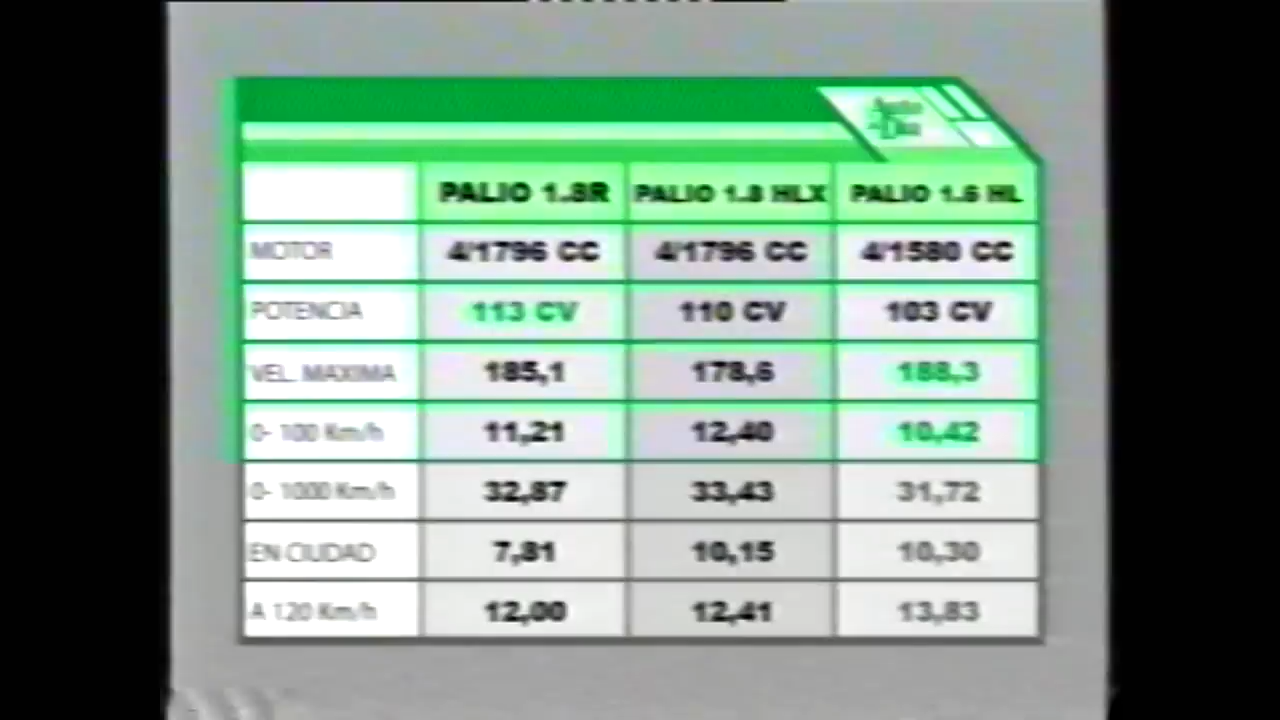 Auto al Día
PALIO 1.8R PALIO 1.8 HLX PALIO 1.6 HL
MOTOR 4/1796 CC 4/1796 CC 4/1580 CC
POTENCIA 113 CV 110 CV 103 CV
VEL. MAXIMA 185,1 178,6 188,3
0- 100 Km/h 11,21 12,40 10,42
0- 1000 Km/h 32,87 33,43 31,72
EN CIUDAD 7,81 10,15 10,30
A 120 Km/h 12,00 12,41 13,83